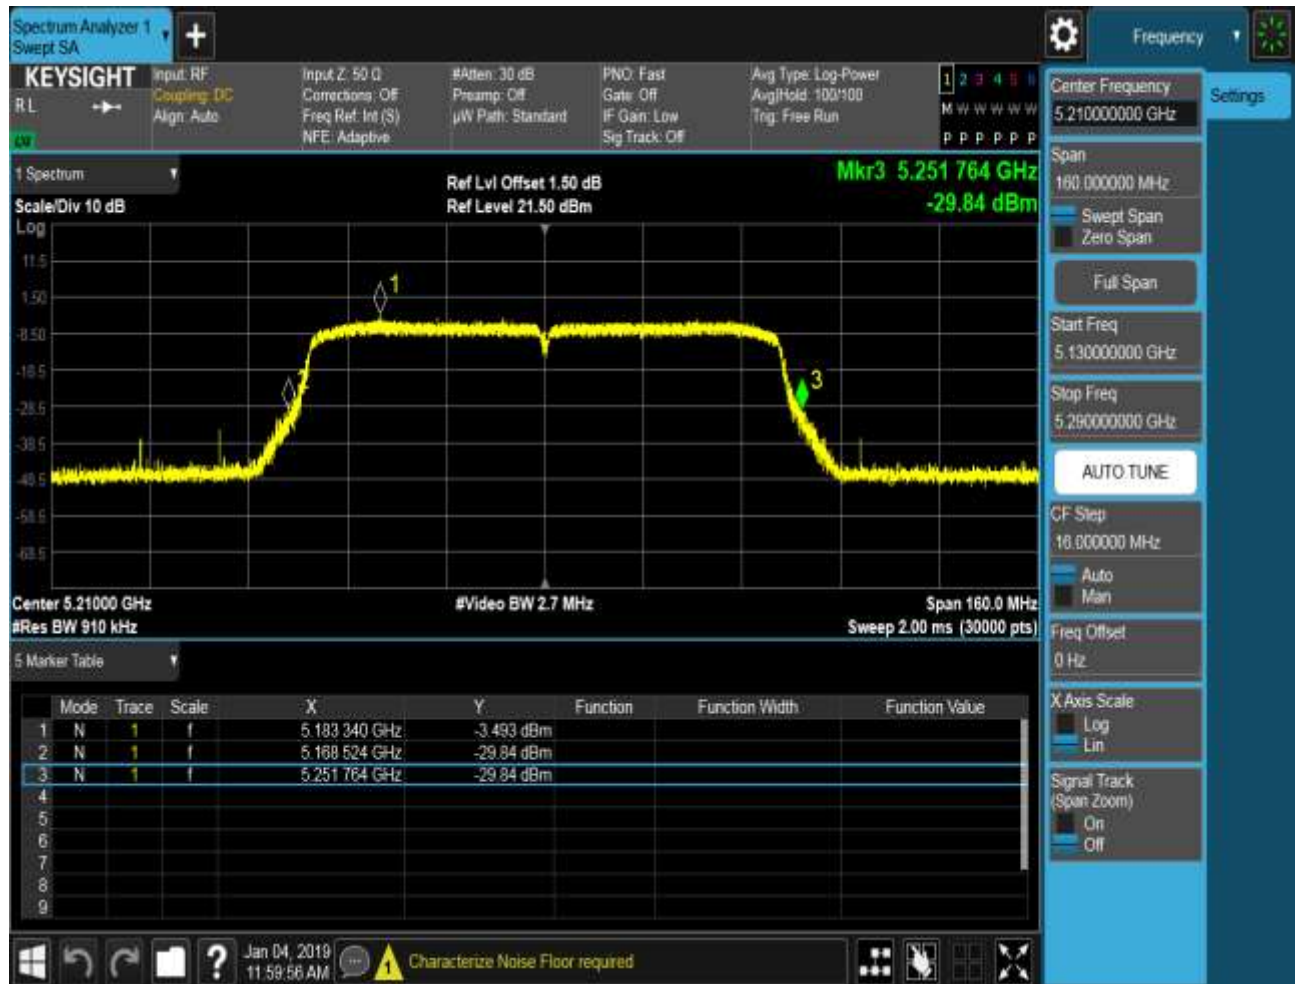 Spectrum Analyzer 1
Swept SA
Frequency
KEYSIGHT
RL
Input: RF
Coupling: DC
Align: Auto
Input Z: 50 Ω
Corrections: Off
Freq Ref: Int (S)
NFE: Adaptive
#Atten: 30 dB
Preamp: Off
µW Path: Standard
PNO: Fast
Gate: Off
IF Gain: Low
Sig Track: Off
Avg Type: Log-Power
Avg|Hold: 100/100
Trig: Free Run
1 2 3 4 5 6
M W W W W W
P P P P P P
1 Spectrum
Scale/Div 10 dB
Ref Lvl Offset 1.50 dB
Ref Level 21.50 dBm
Mkr3 5.251 764 GHz
-29.84 dBm
Log
11.5
1.50
-8.50
-18.5
-28.5
-38.5
-48.5
-58.5
-68.5
1
2
3
Center 5.21000 GHz
#Res BW 910 kHz
#Video BW 2.7 MHz
Span 160.0 MHz
Sweep 2.00 ms (30000 pts)
5 Marker Table
Mode Trace Scale X Y Function Function Width Function Value
1 N 1 f 5.183 340 GHz -3.493 dBm
2 N 1 f 5.168 524 GHz -29.84 dBm
3 N 1 f 5.251 764 GHz -29.84 dBm
4
5
6
7
8
9
Jan 04, 2019
11:59:56 AM
1
Characterize Noise Floor required
Settings
Center Frequency
5.210000000 GHz
Span
160.000000 MHz
Swept Span
Zero Span
Full Span
Start Freq
5.130000000 GHz
Stop Freq
5.290000000 GHz
AUTO TUNE
CF Step
16.000000 MHz
Auto
Man
Freq Offset
0 Hz
X Axis Scale
Log
Lin
Signal Track
(Span Zoom)
On
Off